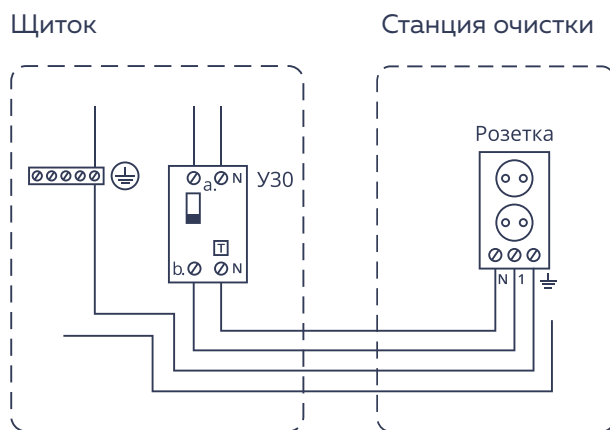 Щиток
Станция очистки
Розетка
a. N УЗО
T
b. N
N 1